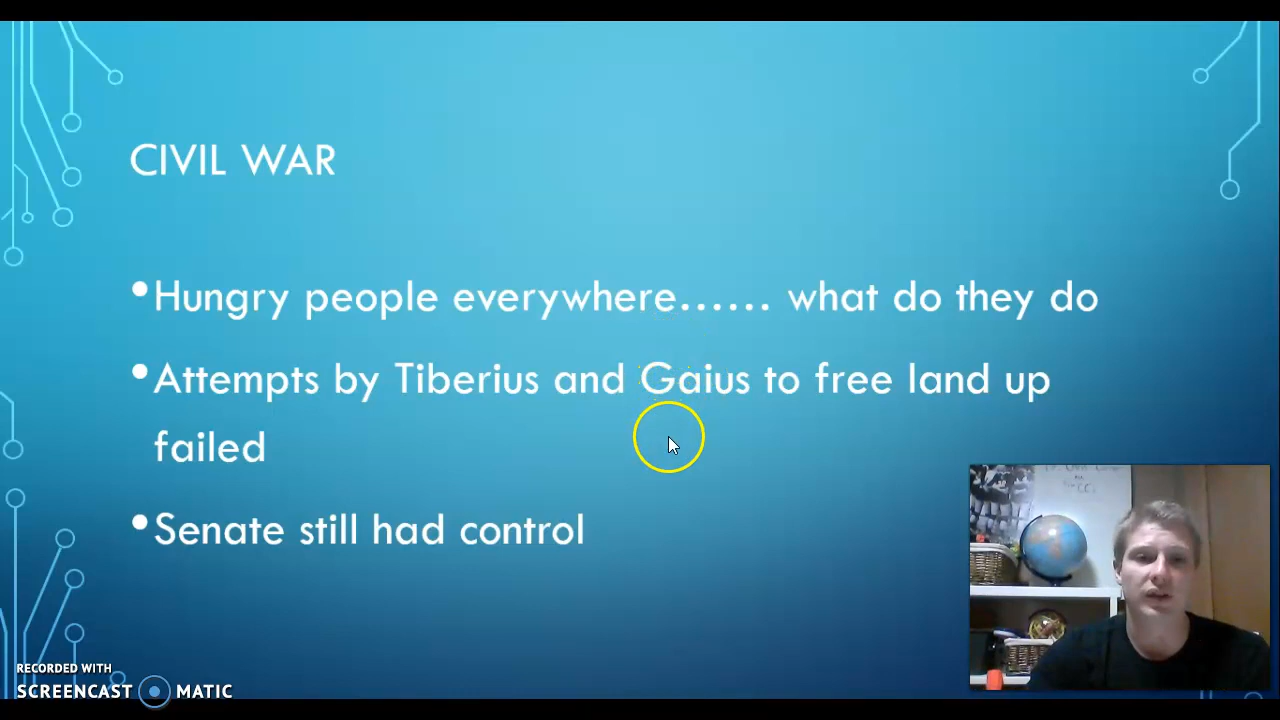 CIVIL WAR
•Hungry people everywhere...... what do they do
•Attempts by Tiberius and Gaius to free land up
failed
•Senate still had control
RECORDED WITH
SCREENCAST MATIC